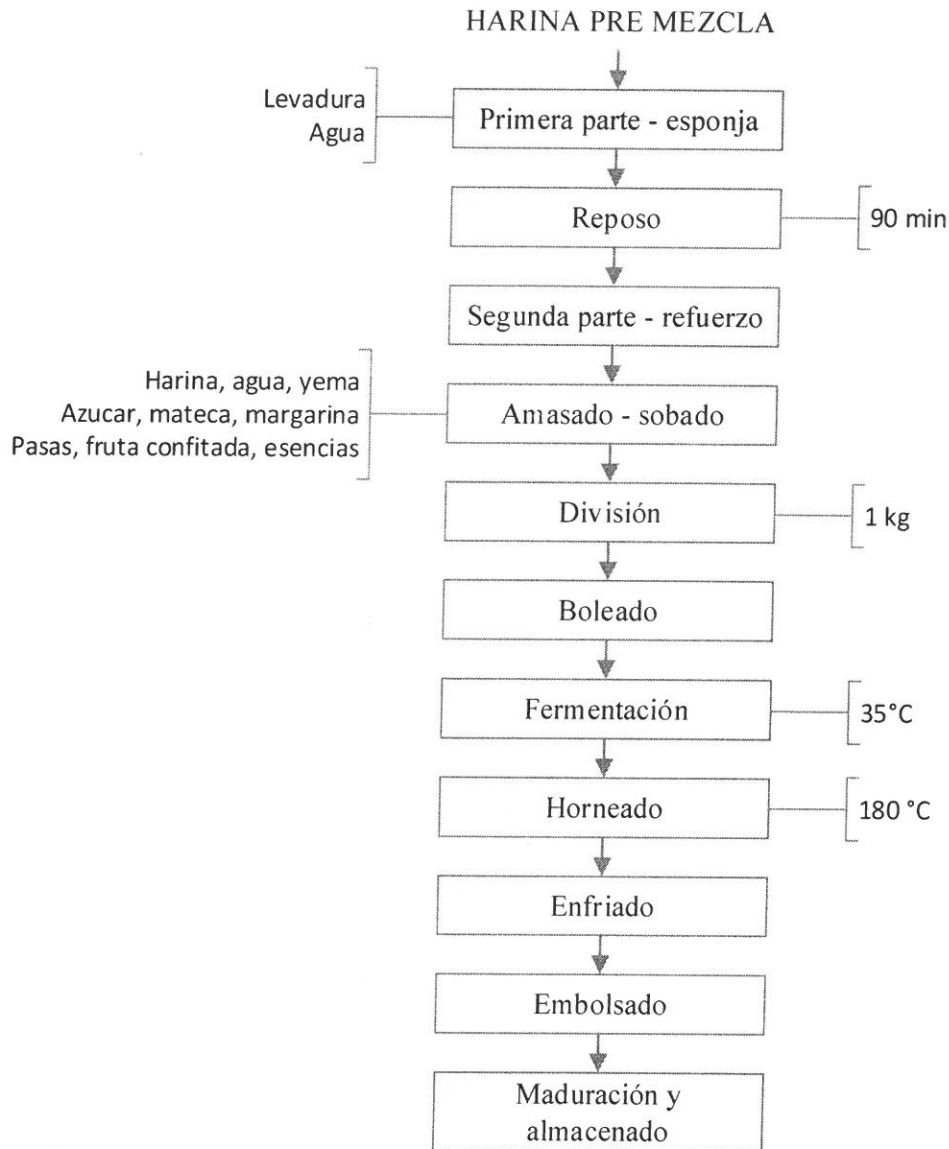 HARINA PRE MEZCLA
Levadura
Agua
Primera parte - esponja
Reposo
90 min
Segunda parte - refuerzo
Harina, agua, yema
Azucar, mateca, margarina
Pasas, fruta confitada, esencias
Amasado - sobado
División
1 kg
Boleado
Fermentación
35°C
Horneado
180 °C
Enfriado
Embolsado
Maduración y
almacenado